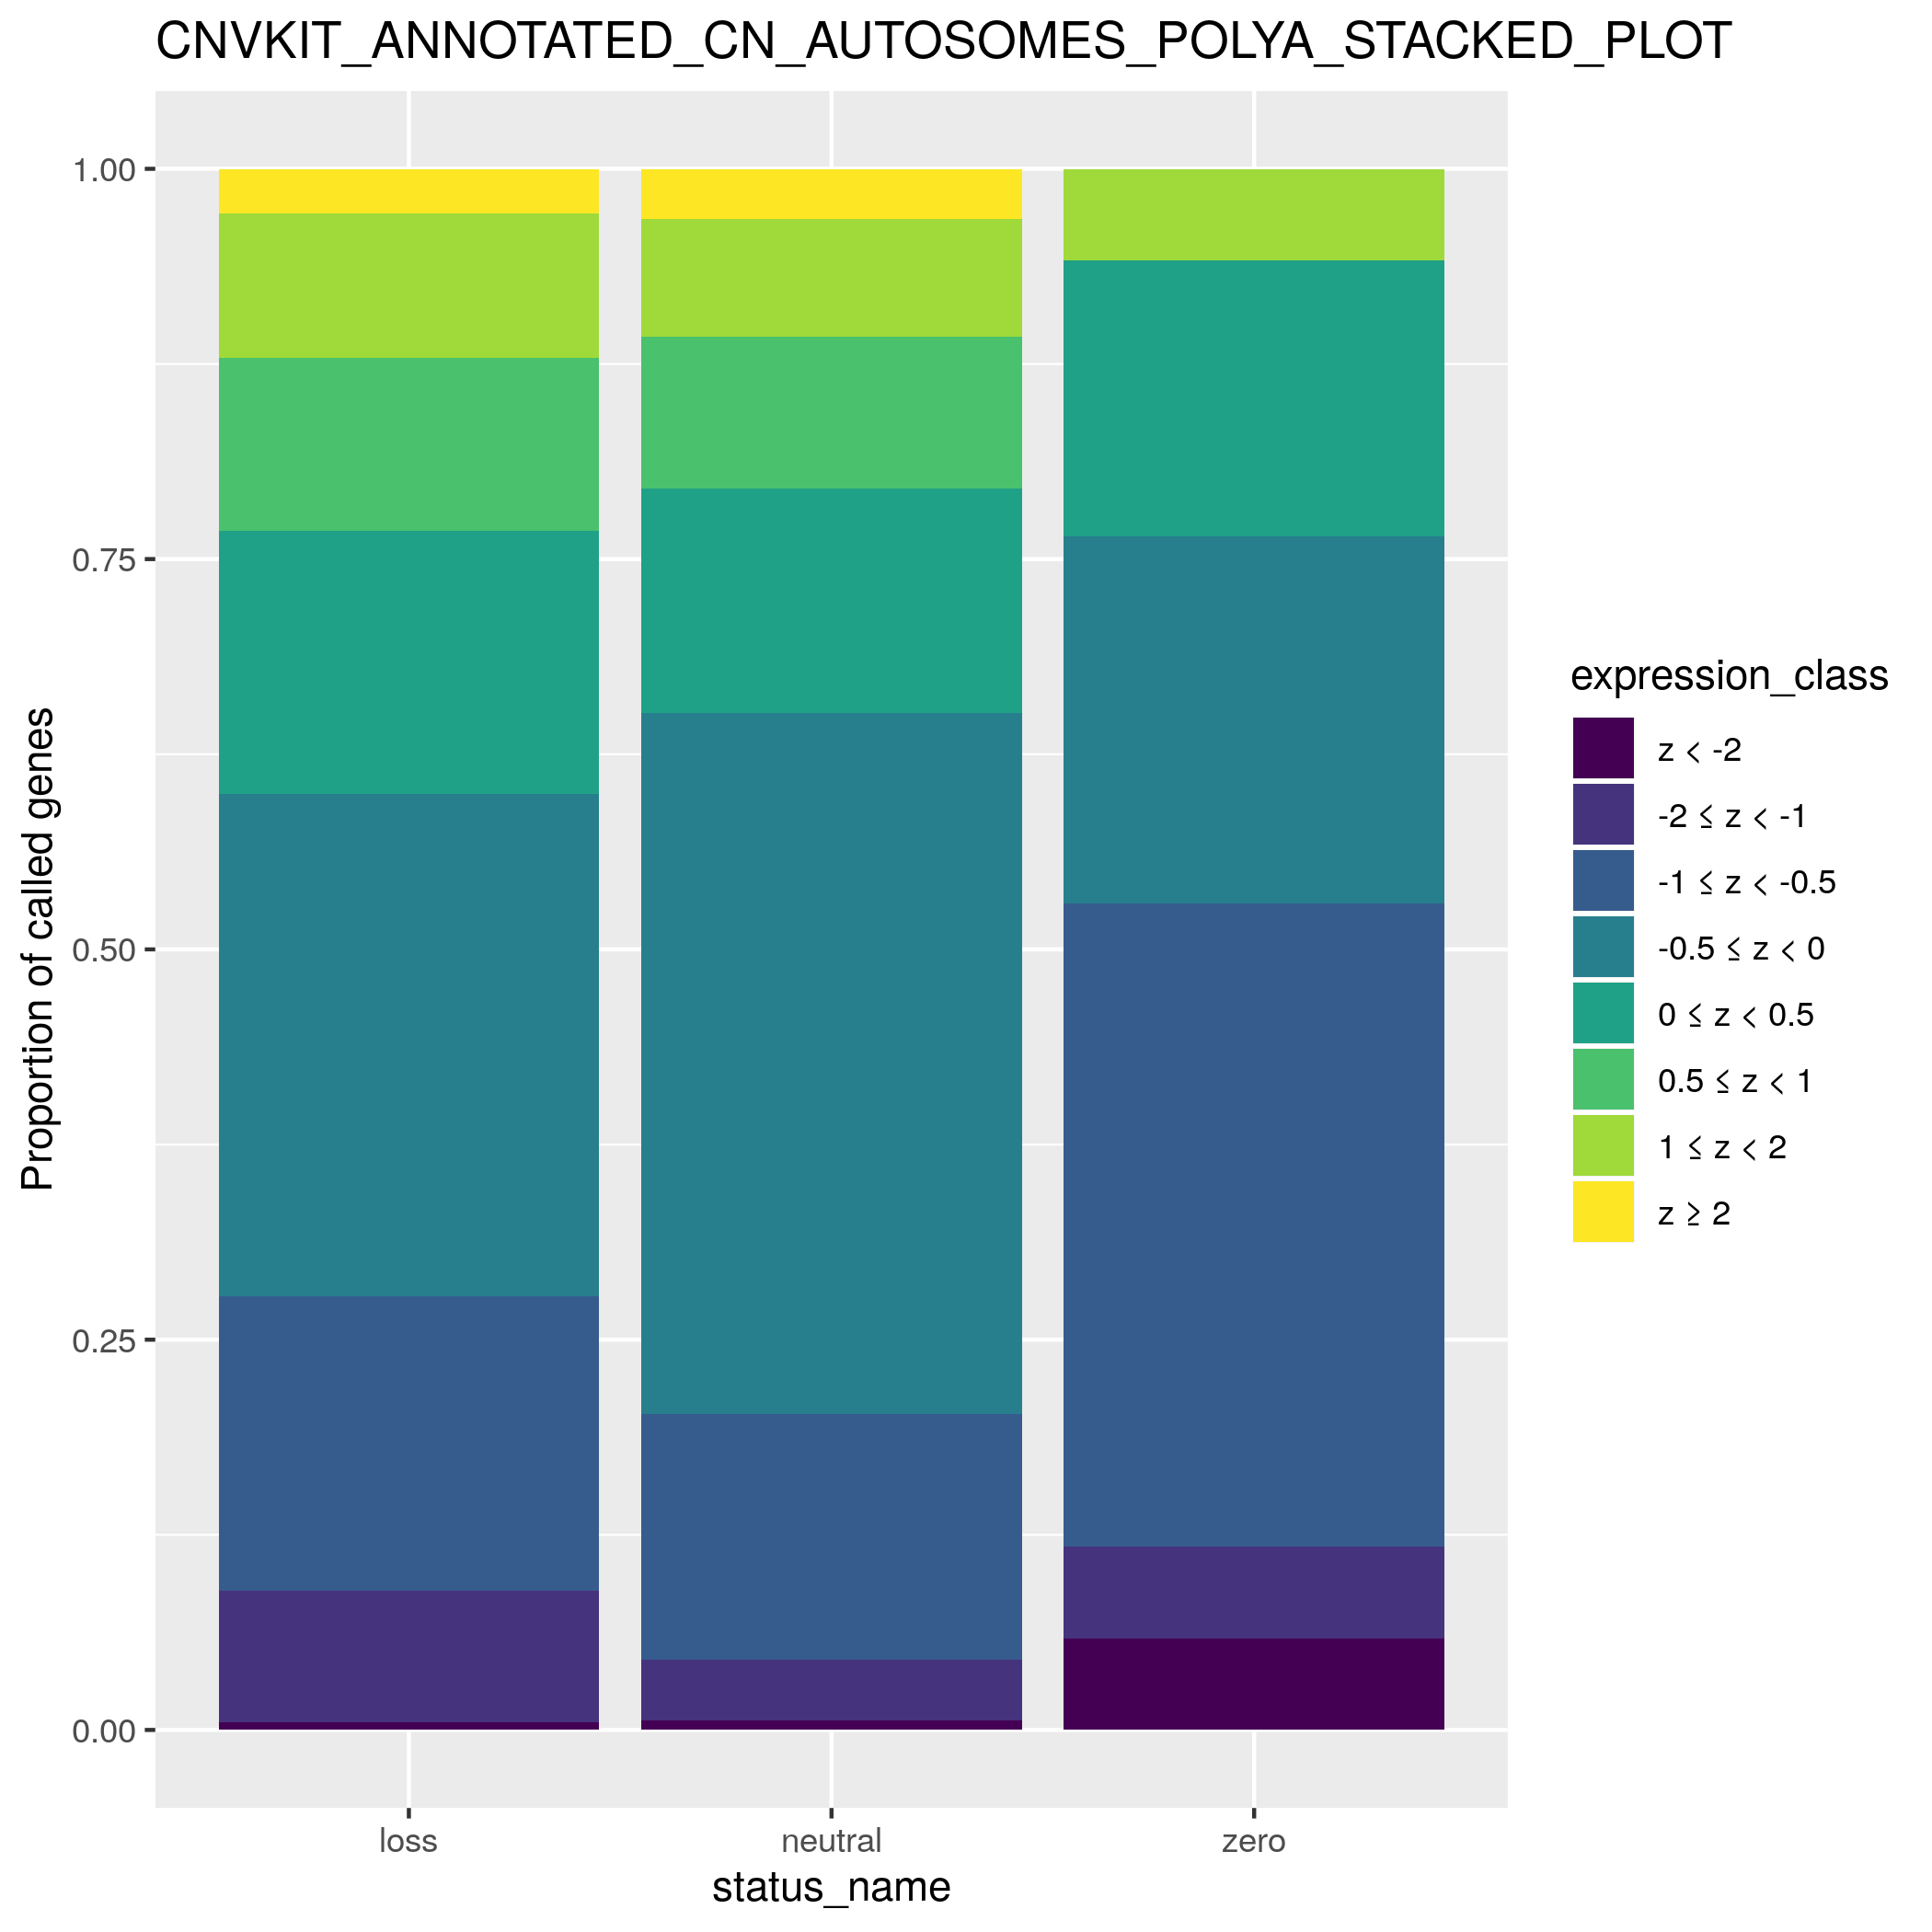 CNVKIT_ANNOTATED_CN_AUTOSOMES_POLYA_STACKED_PLOT
Proportion of called genes
1.00
0.75
0.50
0.25
0.00
loss
neutral
zero
status_name
expression_class
z < -2
-2 ≤ z < -1
-1 ≤ z < -0.5
-0.5 ≤ z < 0
0 ≤ z < 0.5
0.5 ≤ z < 1
1 ≤ z < 2
z ≥ 2